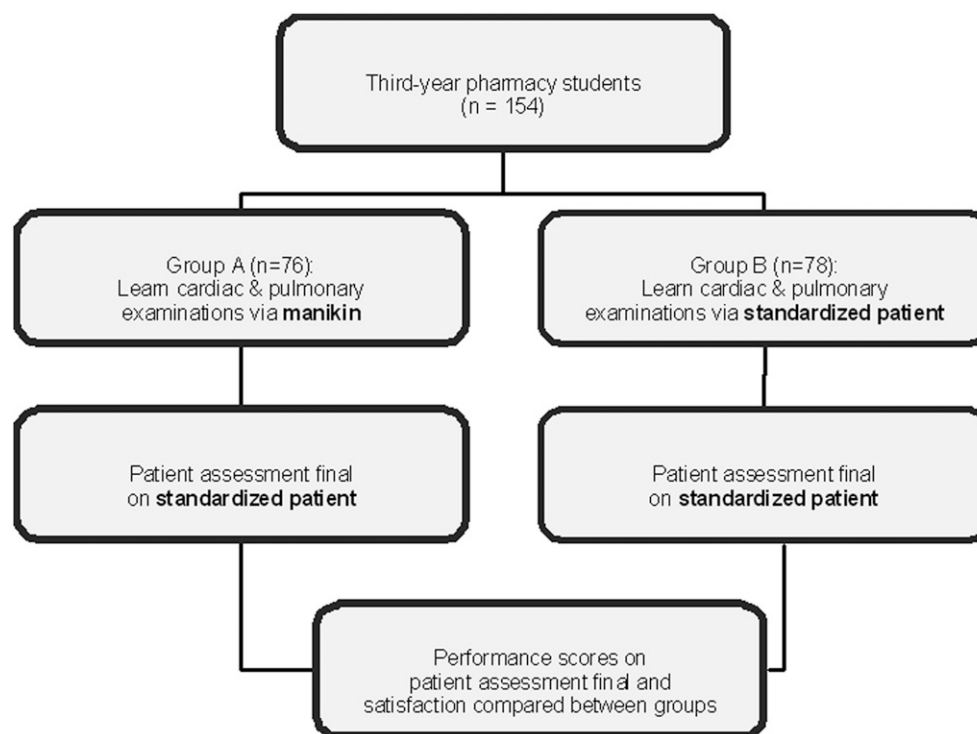 Third-year pharmacy students
(n = 154)
Group A (n=76):
Learn cardiac & pulmonary
examinations via manikin
Group B (n=78):
Learn cardiac & pulmonary
examinations via standardized patient
Patient assessment final
on standardized patient
Patient assessment final
on standardized patient
Performance scores on
patient assessment final and
satisfaction compared between groups